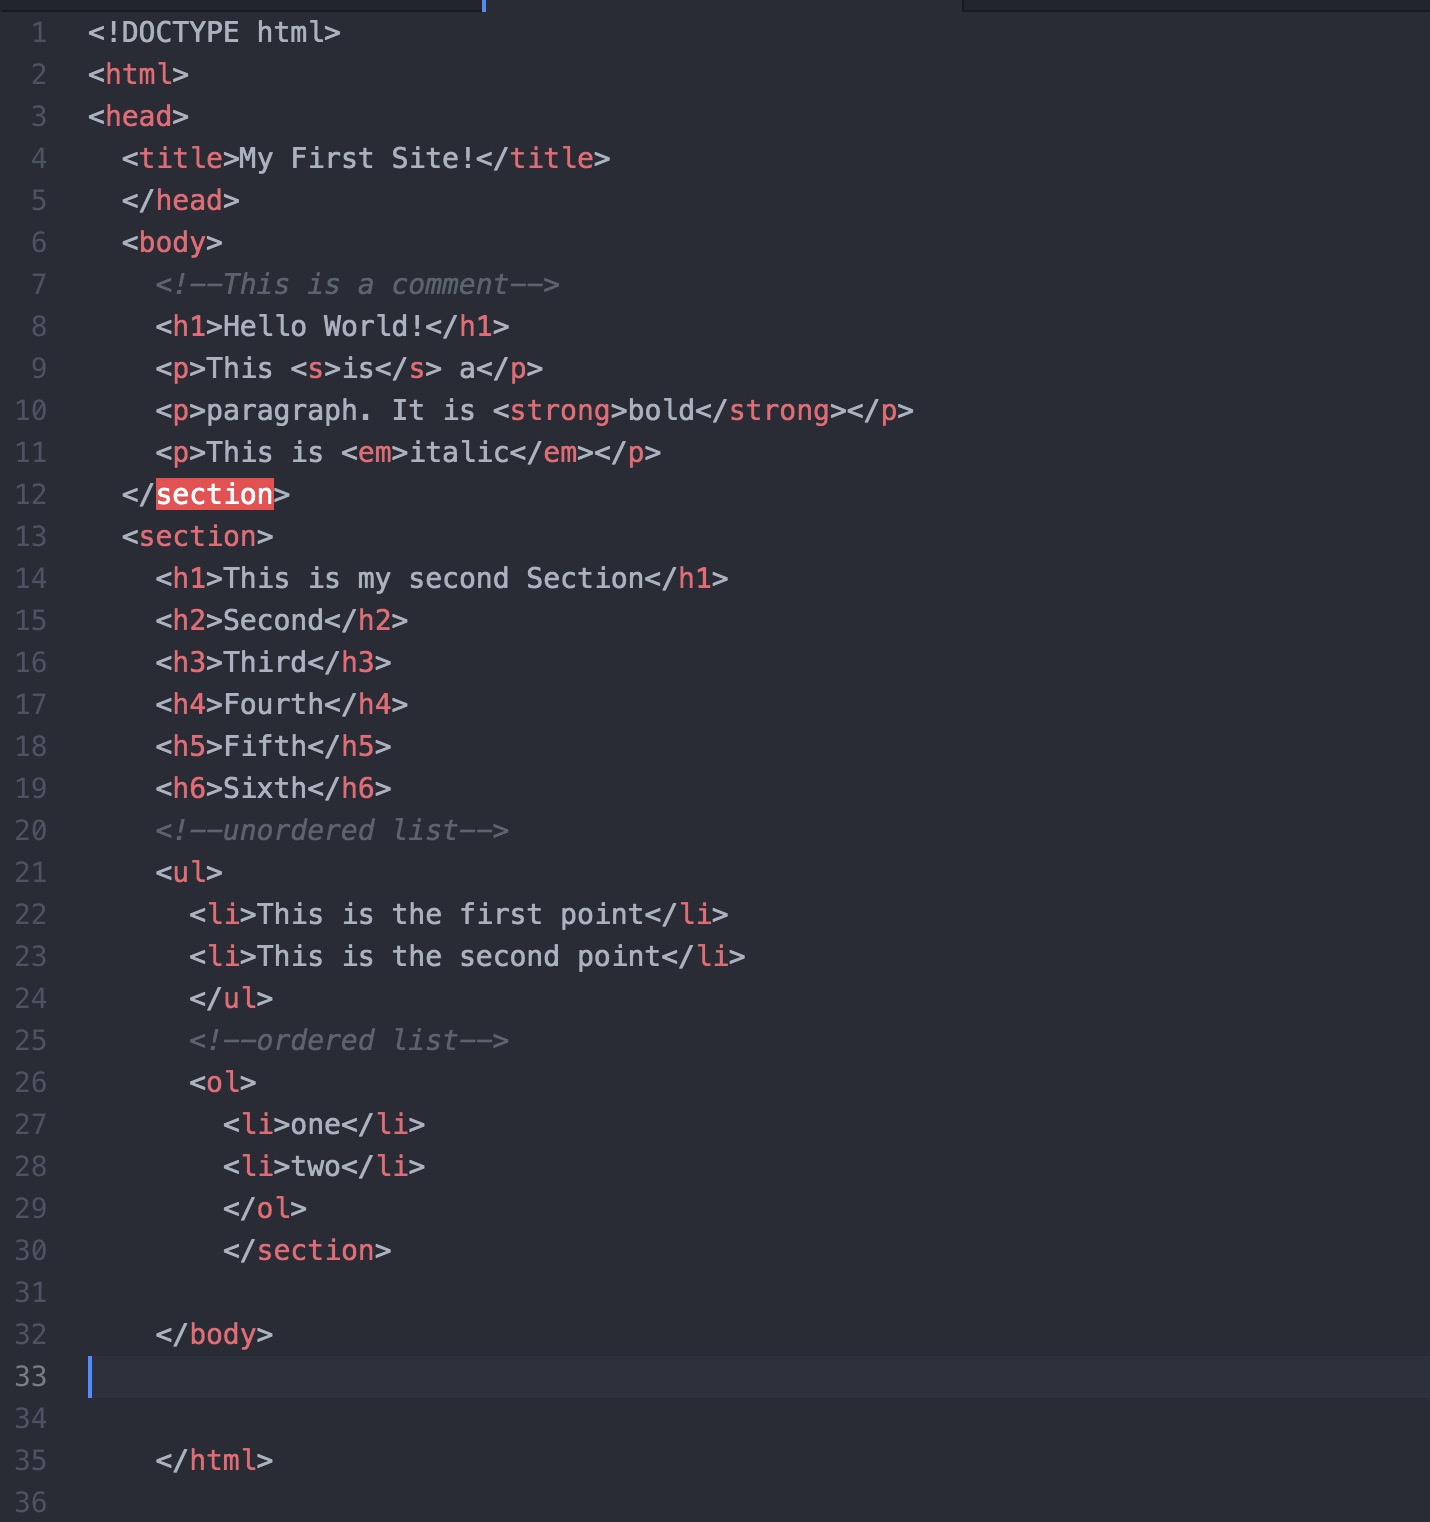 1 <!DOCTYPE html>
2 <html>
3 <head>
4 <title>My First Site!</title>
5 </head>
6 <body>
7 <!--This is a comment-->
8 <h1>Hello World!</h1>
9 <p>This <s>is</s> a</p>
10 <p>paragraph. It is <strong>bold</strong></p>
11 <p>This is <em>italic</em></p>
12 </section>
13 <section>
14 <h1>This is my second Section</h1>
15 <h2>Second</h2>
16 <h3>Third</h3>
17 <h4>Fourth</h4>
18 <h5>Fifth</h5>
19 <h6>Sixth</h6>
20 <!--unordered list-->
21 <ul>
22 <li>This is the first point</li>
23 <li>This is the second point</li>
24 </ul>
25 <!--ordered list-->
26 <ol>
27 <li>one</li>
28 <li>two</li>
29 </ol>
30 </section>
31
32 </body>
33
34
35 </html>
36